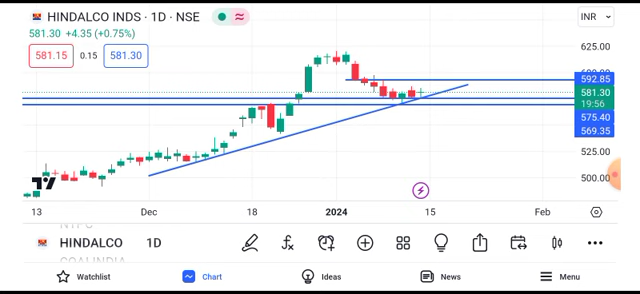 HINDALCO INDS · 1D · NSE
INR
581.30 +4.35 (+0.75%)
581.15 0.15 581.30
625.00
592.85
581.30
19:56
575.40
569.35
525.00
500.00
13 Dec 18 2024 15 Feb
NTPC
HINDALCO 1D
COALINDIA
Watchlist Chart Ideas News Menu